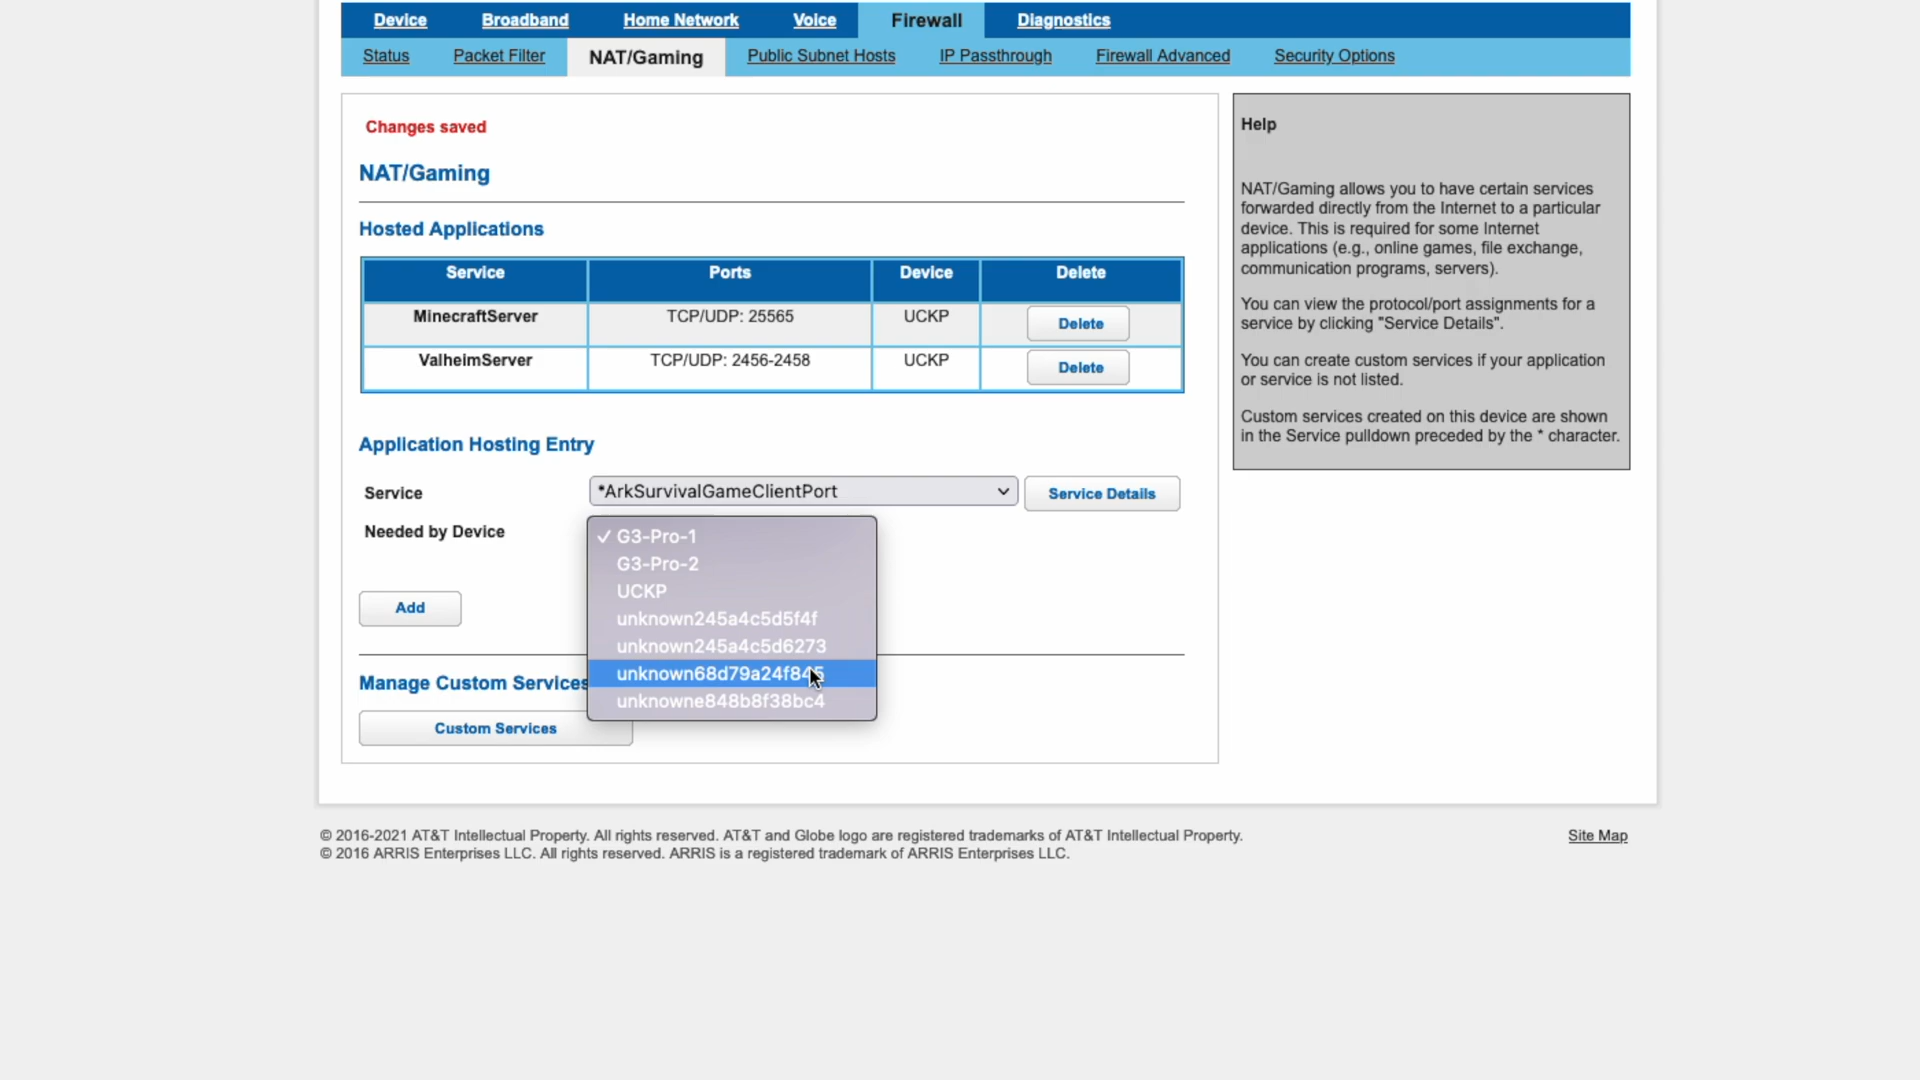 Device Broadband Home Network Voice Firewall Diagnostics
Status Packet Filter NAT/Gaming Public Subnet Hosts IP Passthrough Firewall Advanced Security Options
Changes saved
NAT/Gaming
Hosted Applications
Service Ports Device Delete
MinecraftServer TCP/UDP: 25565 UCKP Delete
ValheimServer TCP/UDP: 2456-2458 UCKP Delete
Application Hosting Entry
Service *ArkSurvivalGameClientPort Service Details
Needed by Device
✓ G3-Pro-1
G3-Pro-2
UCKP
unknown245a4c5d5f4f
unknown245a4c5d6273
unknown68d79a24f845
unknowne848b8f38bc4
Add
Manage Custom Services
Custom Services
Help
NAT/Gaming allows you to have certain services
forwarded directly from the Internet to a particular
device. This is required for some Internet
applications (e.g., online games, file exchange,
communication programs, servers).
You can view the protocol/port assignments for a
service by clicking "Service Details".
You can create custom services if your application
or service is not listed.
Custom services created on this device are shown
in the Service pulldown preceded by the * character.
© 2016-2021 AT&T Intellectual Property. All rights reserved. AT&T and Globe logo are registered trademarks of AT&T Intellectual Property.
© 2016 ARRIS Enterprises LLC. All rights reserved. ARRIS is a registered trademark of ARRIS Enterprises LLC.
Site Map